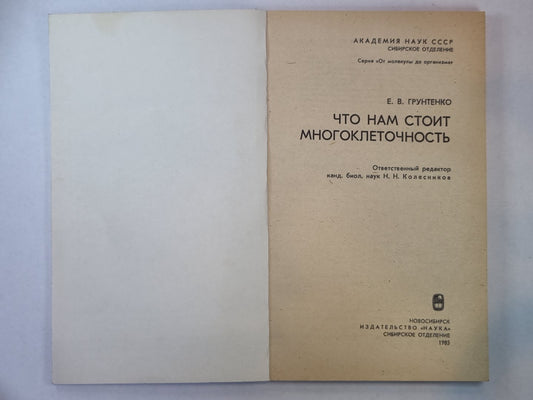 АКАДЕМИЯ НАУК СССР
СИБИРСКОЕ ОТДЕЛЕНИЕ
Серия «От молекулы до организма»
Е. В. ГРУНТЕНКО
ЧТО НАМ СТОИТ
МНОГОКЛЕТОЧНОСТЬ
Ответственный редактор
канд. биол. наук Н. Н. Колесников
НОВОСИБИРСК
ИЗДАТЕЛЬСТВО «НАУКА»
СИБИРСКОЕ ОТДЕЛЕНИЕ
1985